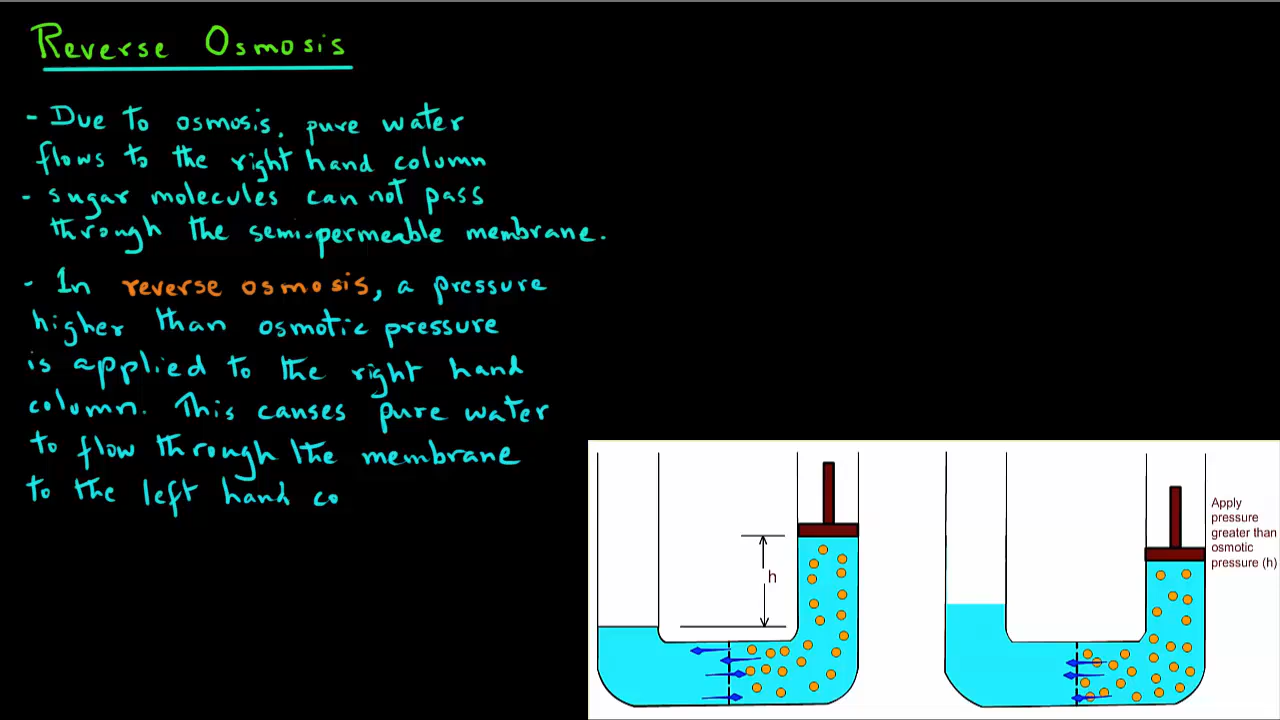 Reverse Osmosis
- Due to osmosis, pure water
flows to the right hand column
- sugar molecules can not pass
through the semi-permeable membrane.
- In reverse osmosis, a pressure
higher than osmotic pressure
is applied to the right hand
column. This causes pure water
to flow through the membrane
to the left hand co
h
Apply
pressure
greater than
osmotic
pressure (h)